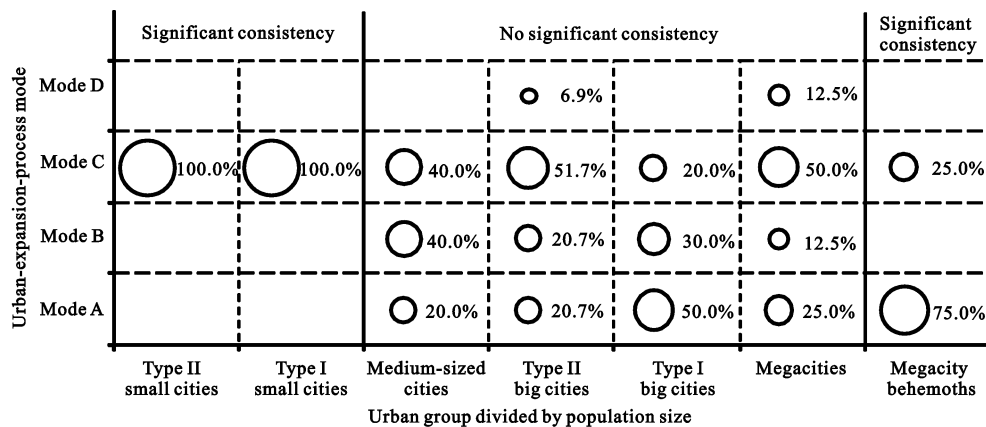 Significant consistency
No significant consistency
Significant
consistency
Urban-expansion-process mode
Mode D
6.9%
12.5%
Mode C
100.0%
100.0%
40.0%
51.7%
20.0%
50.0%
25.0%
Mode B
40.0%
20.7%
30.0%
12.5%
Mode A
20.0%
20.7%
50.0%
25.0%
75.0%
Type II
small cities
Type I
small cities
Medium-sized
cities
Type II
big cities
Type I
big cities
Megacities
Megacity
behemoths
Urban group divided by population size